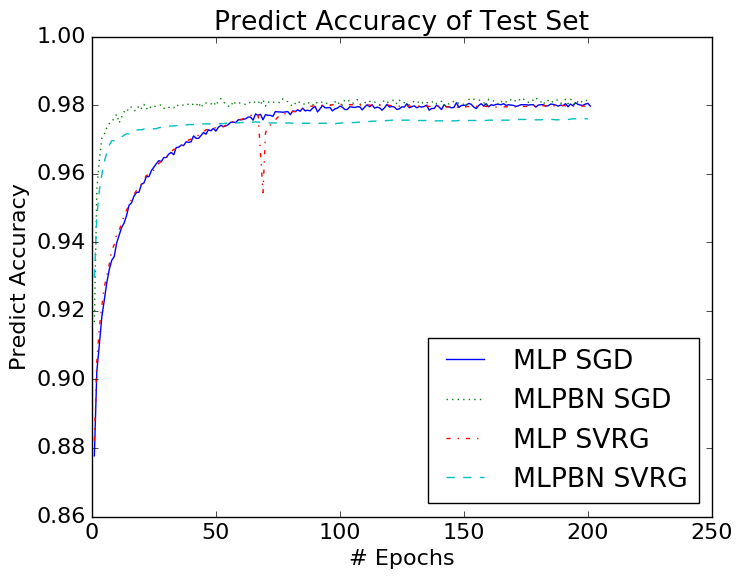 Predict Accuracy of Test Set
1.00
0.98
0.96
0.94
0.92
0.90
0.88
0.86
Predict Accuracy
MLP SGD
MLPBN SGD
MLP SVRG
MLPBN SVRG
0 50 100 150 200 250
# Epochs